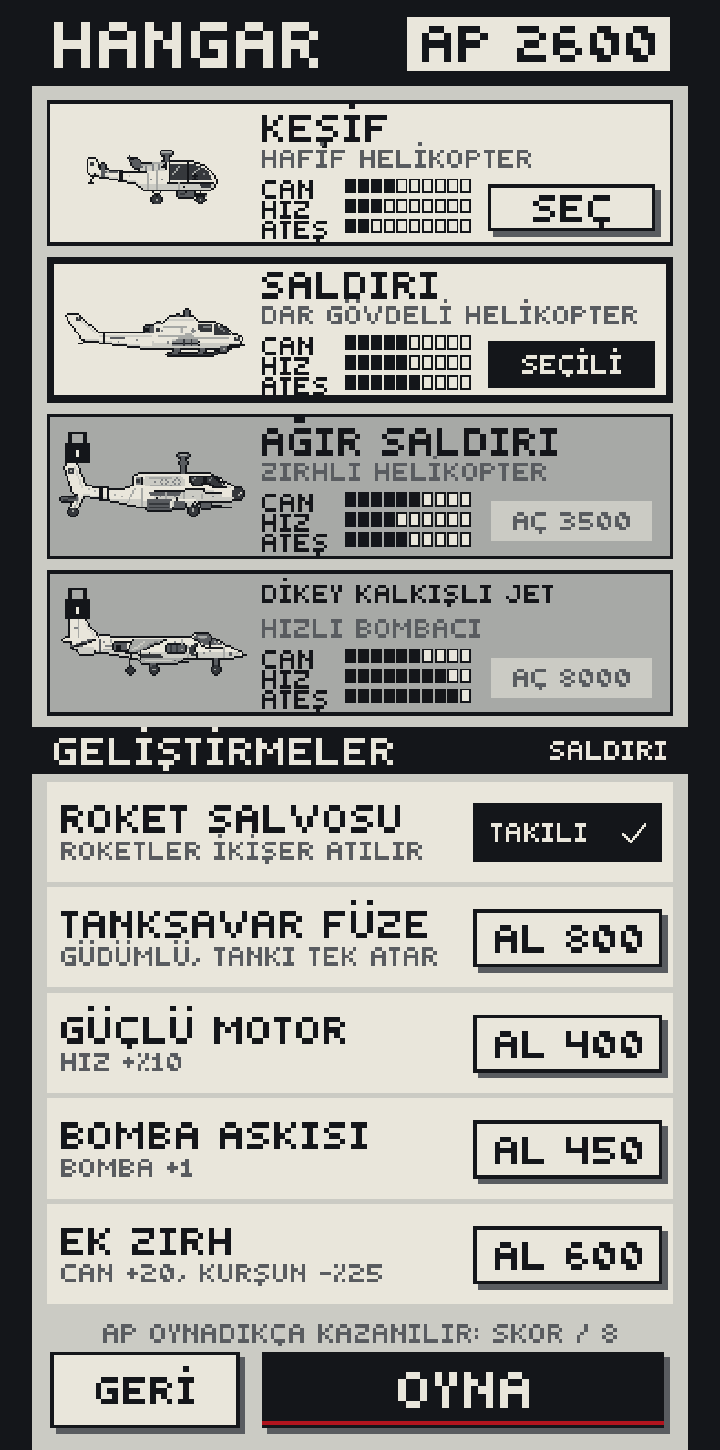 HANGAR
AP 2600
KEŞİF
HAFİF HELİKOPTER
CAN
HIZ
ATEŞ
SEÇ
SALDIRI
DAR GÖVDELİ HELİKOPTER
CAN
HIZ
ATEŞ
SEÇİLİ
AĞIR SALDIRI
ZIRHLI HELİKOPTER
CAN
HIZ
ATEŞ
AÇ 3500
DİKEY KALKIŞLI JET
HIZLI BOMBACI
CAN
HIZ
ATEŞ
AÇ 8000
GELİŞTİRMELER
SALDIRI
ROKET SALVOSU
ROKETLER İKİŞER ATILIR
TAKILI ✓
TANKSAVAR FÜZE
GÜDÜMLÜ, TANKI TEK ATAR
AL 800
GÜÇLÜ MOTOR
HIZ +%10
AL 400
BOMBA ASKISI
BOMBA +1
AL 450
EK ZIRH
CAN +20, KURŞUN -%25
AL 600
AP OYNADIKÇA KAZANILIR: SKOR / 8
GERİ
OYNA